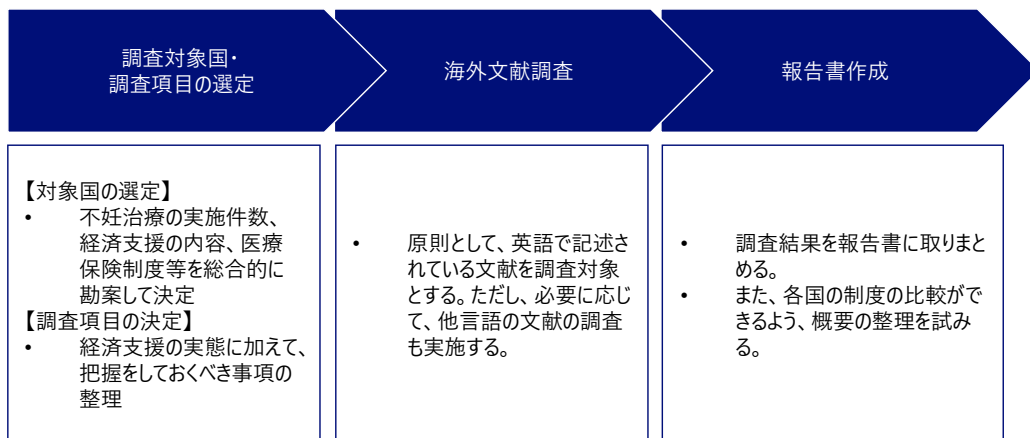 調査対象国・
調査項目の選定
海外文献調査
報告書作成
【対象国の選定】
• 不妊治療の実施件数、
経済支援の内容、医療
保険制度等を総合的に
勘案して決定
【調査項目の決定】
• 経済支援の実態に加えて、
把握をしておくべき事項の
整理
• 原則として、英語で記述さ
れている文献を調査対象
とする。ただし、必要に応じ
て、他言語の文献の調査
も実施する。
• 調査結果を報告書に取りまと
める。
• また、各国の制度の比較がで
きるよう、概要の整理を試み
る。